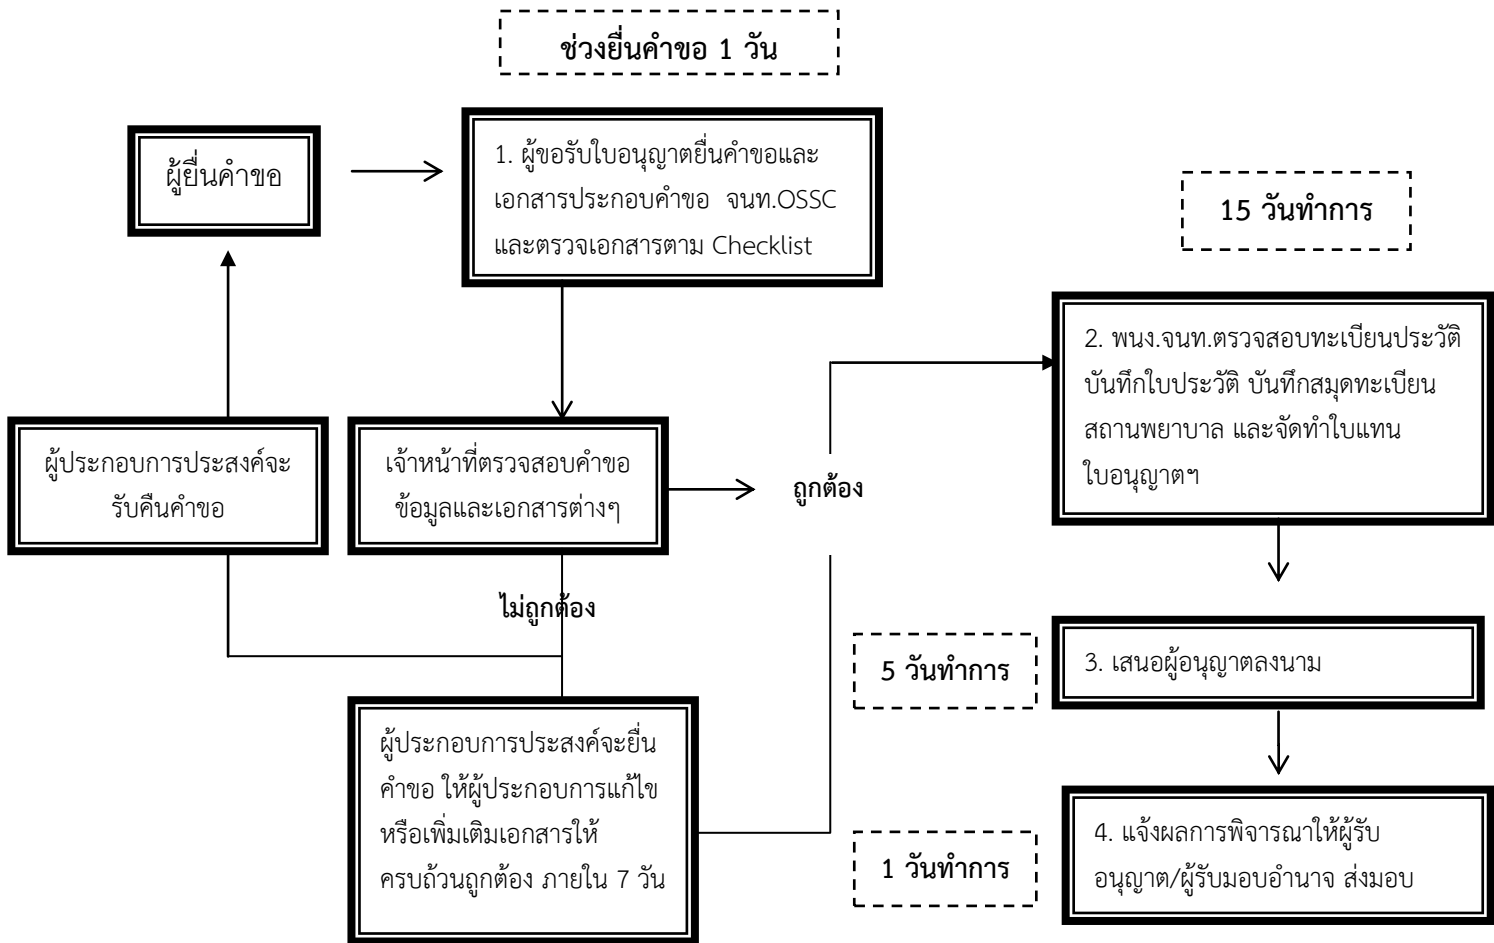 ช่วงยื่นคำขอ 1 วัน
ผู้ยื่นคำขอ
1. ผู้ขอรับใบอนุญาตยื่นคำขอและ
เอกสารประกอบคำขอ จนท.OSSC
และตรวจเอกสารตาม Checklist
15 วันทำการ
2. พนง.จนท.ตรวจสอบทะเบียนประวัติ
บันทึกใบประวัติ บันทึกสมุดทะเบียน
สถานพยาบาล และจัดทำใบแทน
ใบอนุญาตฯ
ผู้ประกอบการประสงค์จะ
รับคืนคำขอ
เจ้าหน้าที่ตรวจสอบคำขอ
ข้อมูลและเอกสารต่างๆ
ถูกต้อง
ไม่ถูกต้อง
5 วันทำการ
3. เสนอผู้อนุญาตลงนาม
ผู้ประกอบการประสงค์จะยื่น
คำขอ ให้ผู้ประกอบการแก้ไข
หรือเพิ่มเติมเอกสารให้
ครบถ้วนถูกต้อง ภายใน 7 วัน
1 วันทำการ
4. แจ้งผลการพิจารณาให้ผู้รับ
อนุญาต/ผู้รับมอบอำนาจ ส่งมอบ